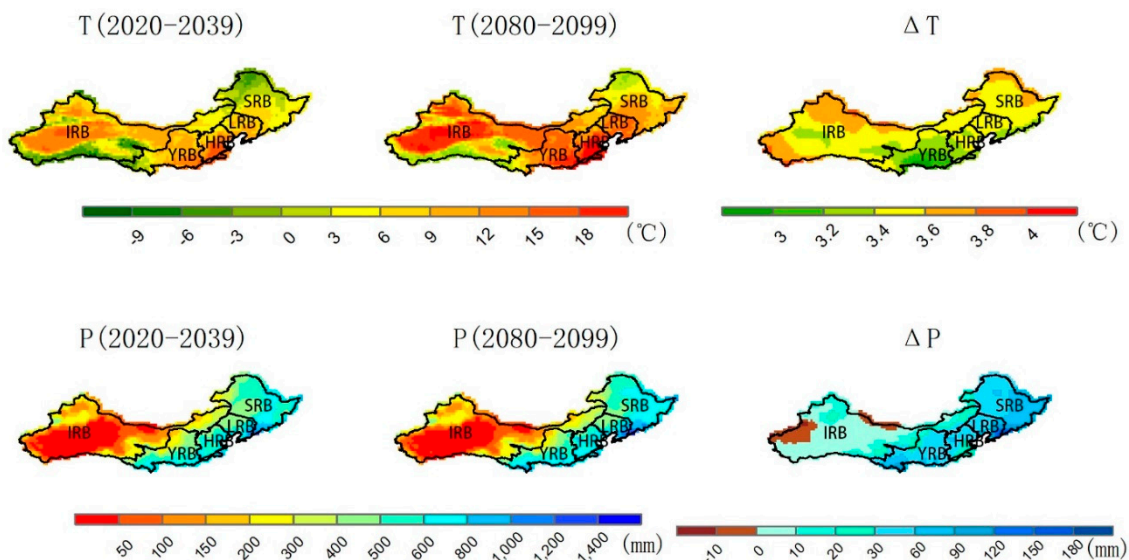 T(2020-2039) T(2080-2099) ΔT
SRB SRB SRB
IRB LRB IRB LRB IRB LRB
YRB HRB YRB HRB YRB HRB
-9 -6 -3 0 3 6 9 12 15 18 (℃) 3 3.2 3.4 3.6 3.8 4 (℃)
P(2020-2039) P(2080-2099) ΔP
SRB SRB SRB
IRB LRB IRB LRB IRB LRB
YRB HRB YRB HRB YRB HRB
50 100 150 200 300 400 600 800 1,000 1,200 1,400 (mm) -10 0 10 20 30 60 90 120 150 180 (mm)